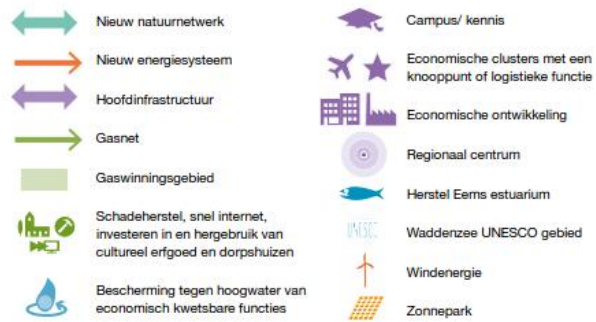 Nieuw natuurnetwerk
Nieuw energiesysteem
Hoofdinfrastructuur
Gasnet
Gaswinningsgebied
Schadeherstel, snel internet,
investeren in en hergebruik van
cultureel erfgoed en dorpshuizen
Bescherming tegen hoogwater van
economisch kwetsbare functies
Campus/ kennis
Economische clusters met een
knooppunt of logistieke functie
Economische ontwikkeling
Regionaal centrum
Herstel Eems estuarium
UNESCO
Waddenzee UNESCO gebied
Windenergie
Zonnepark